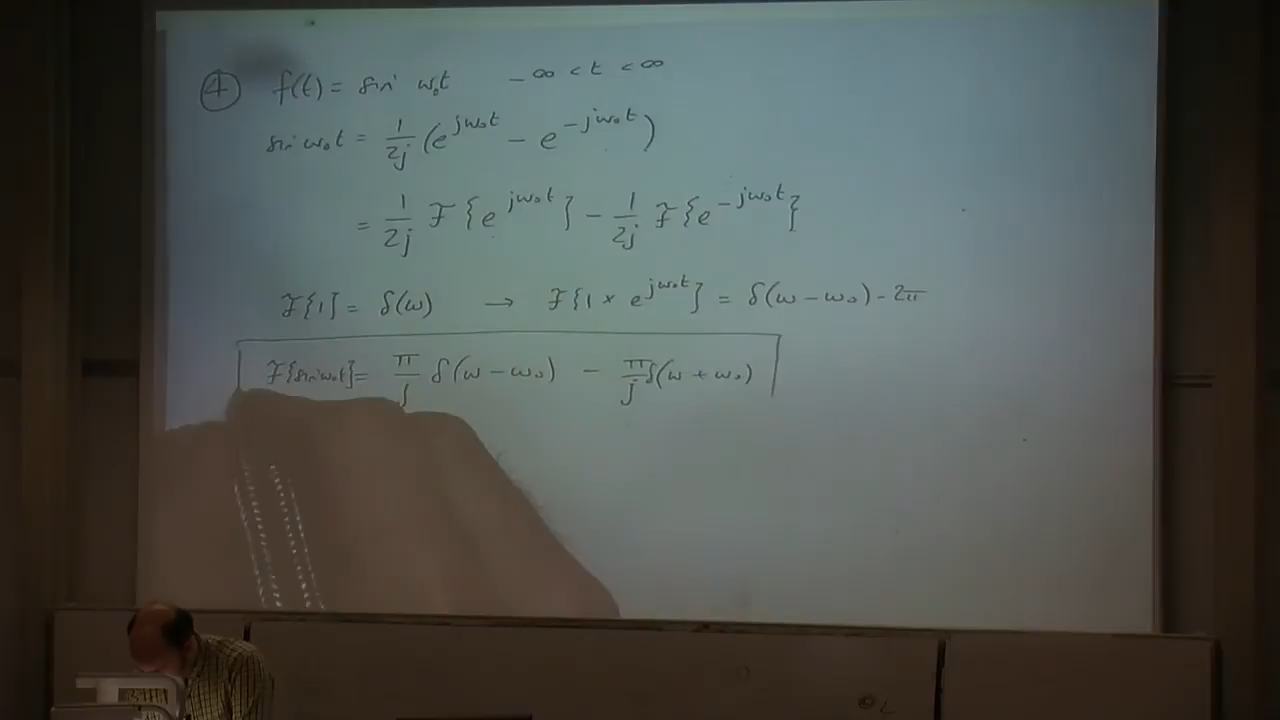 ④ f(t) = sin ω₀t    -∞ < t < ∞
sin ω₀t = 1/2j (e^{jω₀t} - e^{-jω₀t})
= 1/2j ℱ{e^{jω₀t}} - 1/2j ℱ{e^{-jω₀t}}
ℱ{1} = δ(ω) → ℱ{1 × e^{jω₀t}} = δ(ω - ω₀) - 2π
ℱ{sin ω₀t} = π/j δ(ω - ω₀) - π/j δ(ω + ω₀)